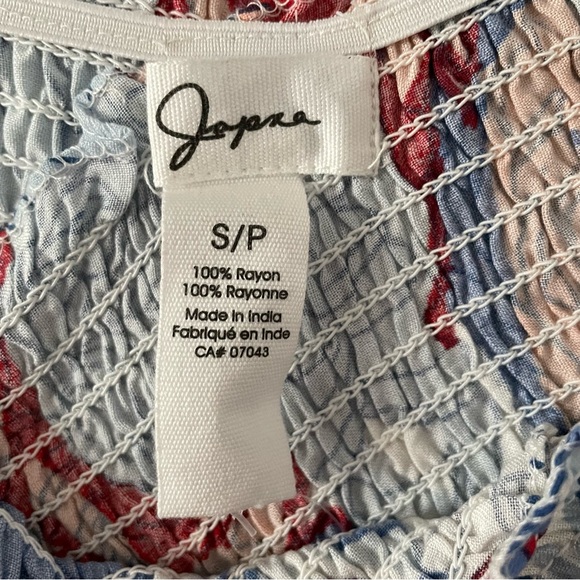 Japna
S/P
100% Rayon
100% Rayonne
Made in India
Fabriqué en Inde
CA# 07043